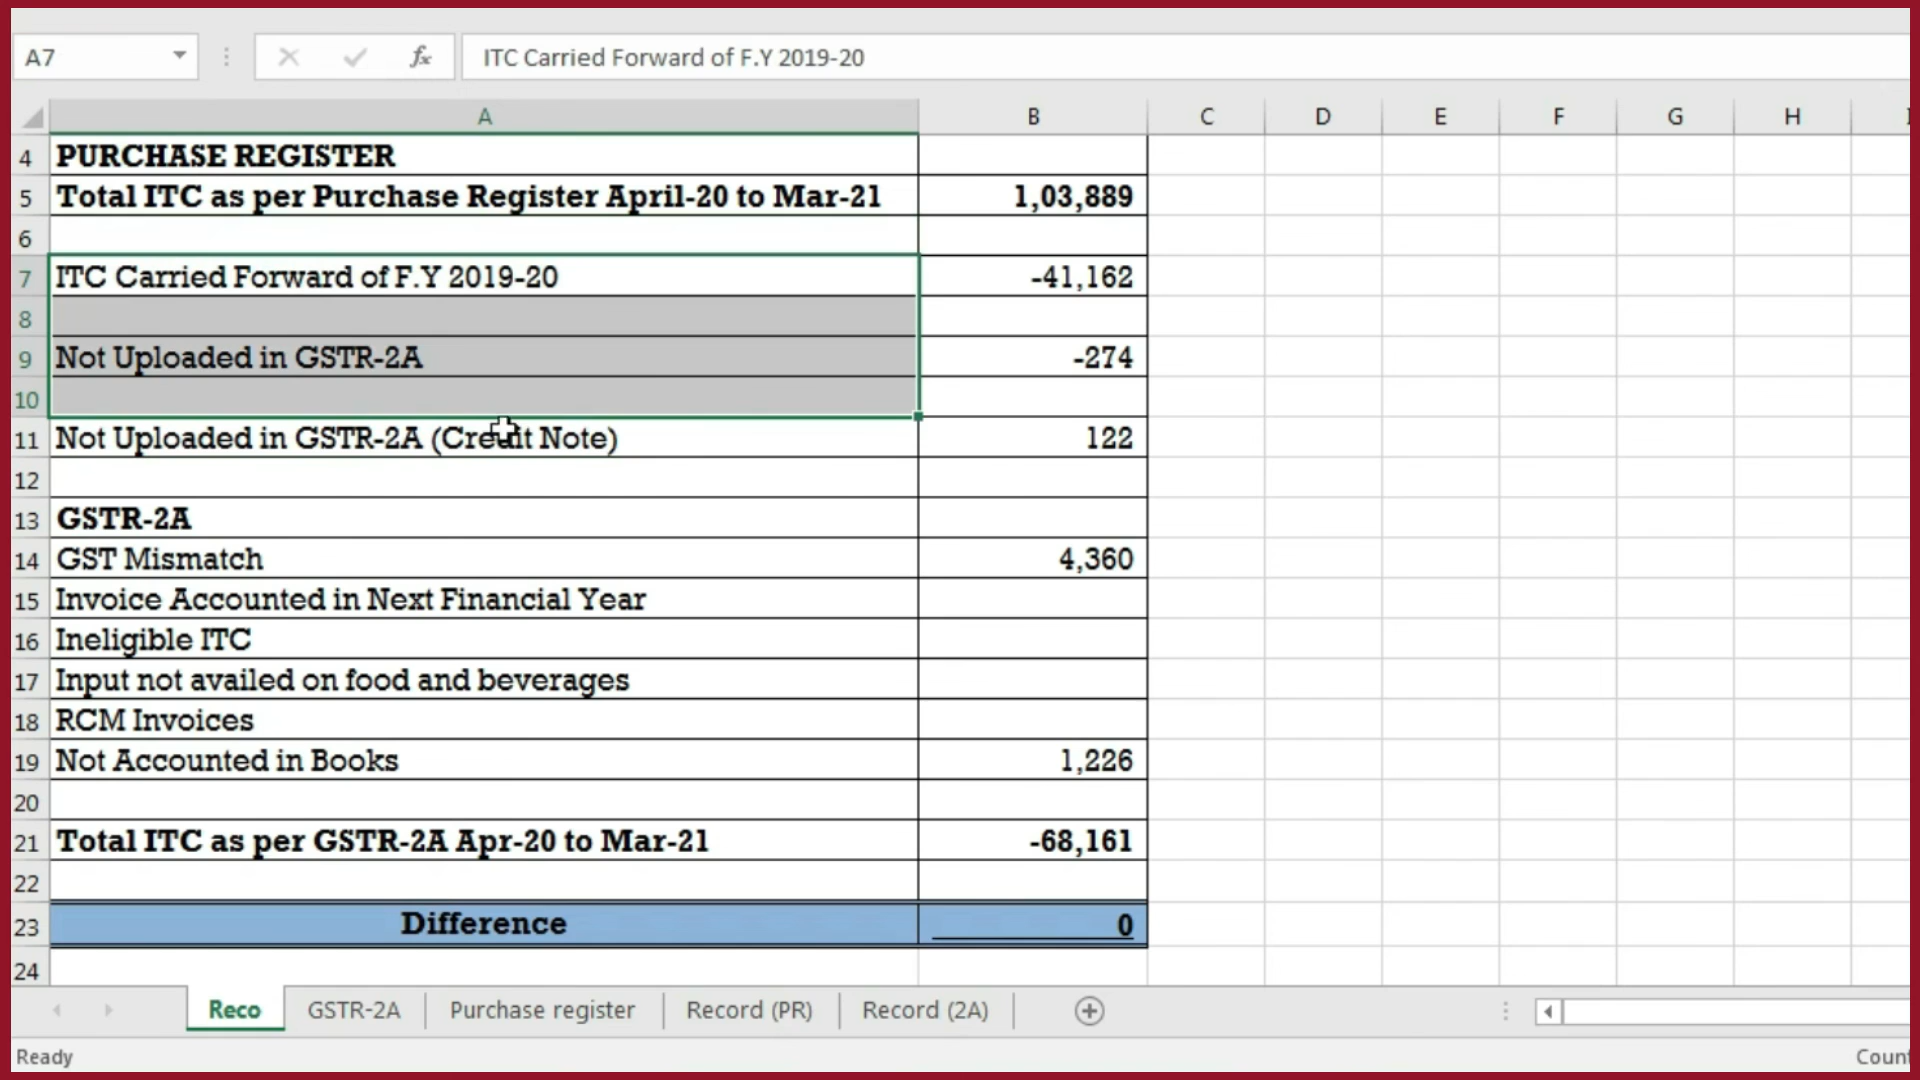 A7 fx ITC Carried Forward of F.Y 2019-20
A B C D E F G H
4 PURCHASE REGISTER
5 Total ITC as per Purchase Register April-20 to Mar-21 1,03,889
6
7 ITC Carried Forward of F.Y 2019-20 -41,162
8
9 Not Uploaded in GSTR-2A -274
10
11 Not Uploaded in GSTR-2A (Credit Note) 122
12
13 GSTR-2A
14 GST Mismatch 4,360
15 Invoice Accounted in Next Financial Year
16 Ineligible ITC
17 Input not availed on food and beverages
18 RCM Invoices
19 Not Accounted in Books 1,226
20
21 Total ITC as per GSTR-2A Apr-20 to Mar-21 -68,161
22
23 Difference 0
24
Reco GSTR-2A Purchase register Record (PR) Record (2A)
Ready